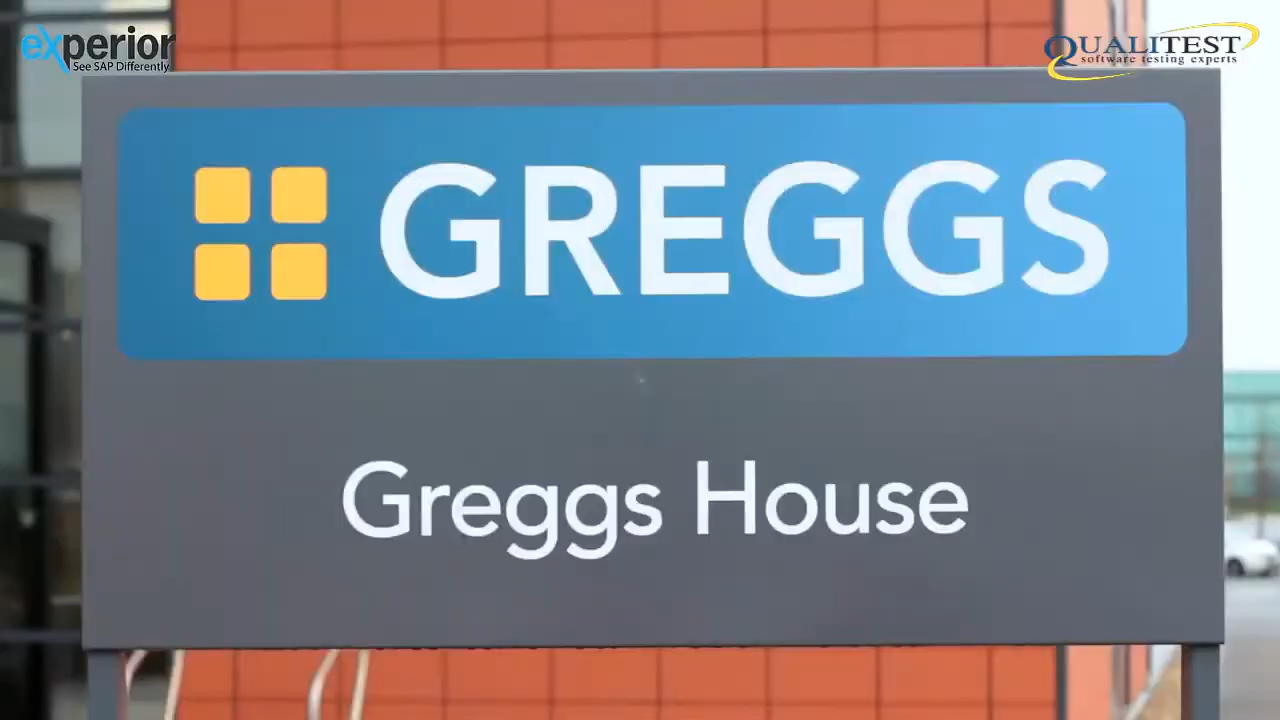 experior
See SAP Differently
QUALITEST
software testing experts
GREGGS
Greggs House